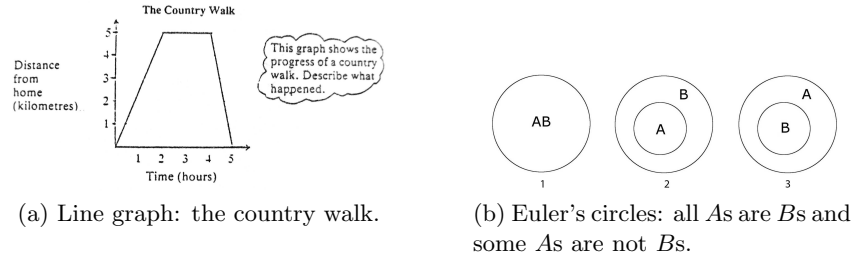 The Country Walk
Distance
from
home
(kilometres)
5
4
3
2
1
1 2 3 4 5
Time (hours)
This graph shows the
progress of a country
walk. Describe what
happened.
(a) Line graph: the country walk.
AB
B
A
A
B
1 2 3
(b) Euler's circles: all As are Bs and
some As are not Bs.